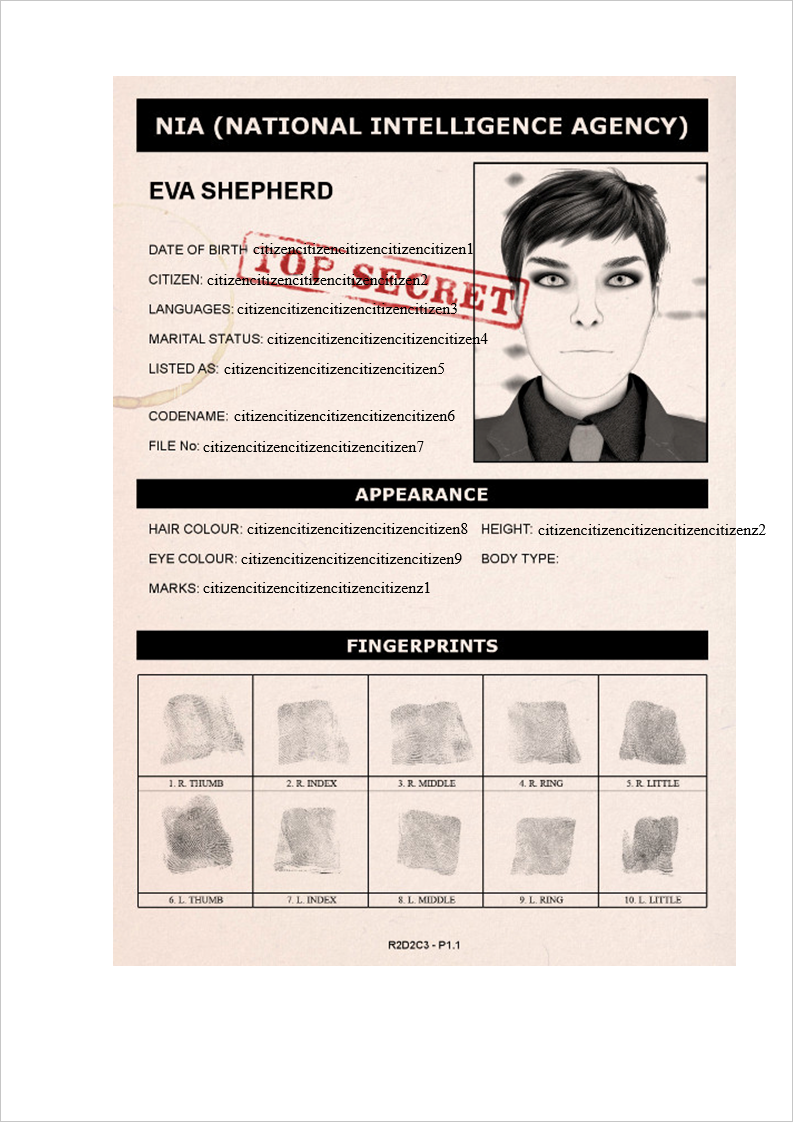 NIA (NATIONAL INTELLIGENCE AGENCY)
EVA SHEPHERD
DATE OF BIRTH citizencitizencitizencitizencitizen1
CITIZEN: citizencitizencitizencitizencitizen2
LANGUAGES: citizencitizencitizencitizencitizen3
MARITAL STATUS: citizencitizencitizencitizencitizen4
LISTED AS: citizencitizencitizencitizencitizen5
TOP SECRET
CODENAME: citizencitizencitizencitizencitizen6
FILE No: citizencitizencitizencitizencitizen7
APPEARANCE
HAIR COLOUR: citizencitizencitizencitizencitizen8 HEIGHT: citizencitizencitizencitizencitizenz2
EYE COLOUR: citizencitizencitizencitizencitizen9 BODY TYPE:
MARKS: citizencitizencitizencitizencitizenz1
FINGERPRINTS
1. R. THUMB 2. R. INDEX 3. R. MIDDLE 4. R. RING 5. R. LITTLE
6. L. THUMB 7. L. INDEX 8. L. MIDDLE 9. L. RING 10. L. LITTLE
R2D2C3 - P1.1